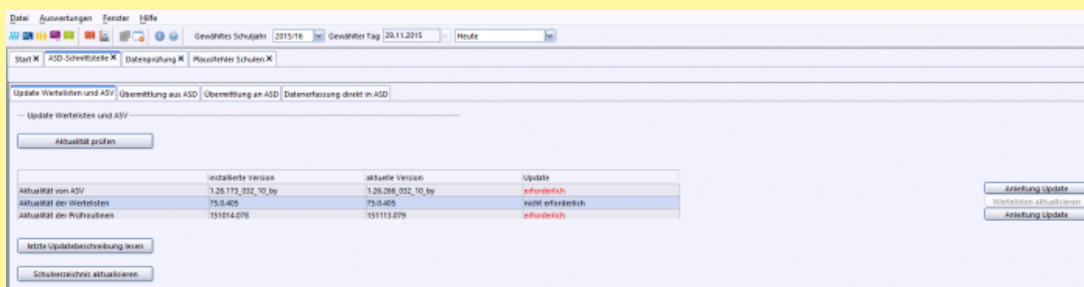 Datei Auswertungen Fenster Hilfe
Gewähltes Schuljahr 2015/16 Gewählter Tag 29.11.2015 Heute
Start ASD-Schnittstelle Datenprüfung Plausifehler Schulen
Update Wertelisten und ASV Übermittlung aus ASD Übermittlung an ASD Datenerfassung direkt in ASD
Update Wertelisten und ASV
Aktualität prüfen
installierte Version aktuelle Version Update
Aktualität von ASV 1.26.173_032_10_by 1.26.268_032_10_by erforderlich Anleitung Update
Aktualität der Wertelisten 75.0.405 75.0.405 nicht erforderlich Wertelisten aktualisieren
Aktualität der Prüfroutinen 151014.078 151113.079 erforderlich Anleitung Update
letzte Updatebeschreibung lesen
Schulverzeichnis aktualisieren